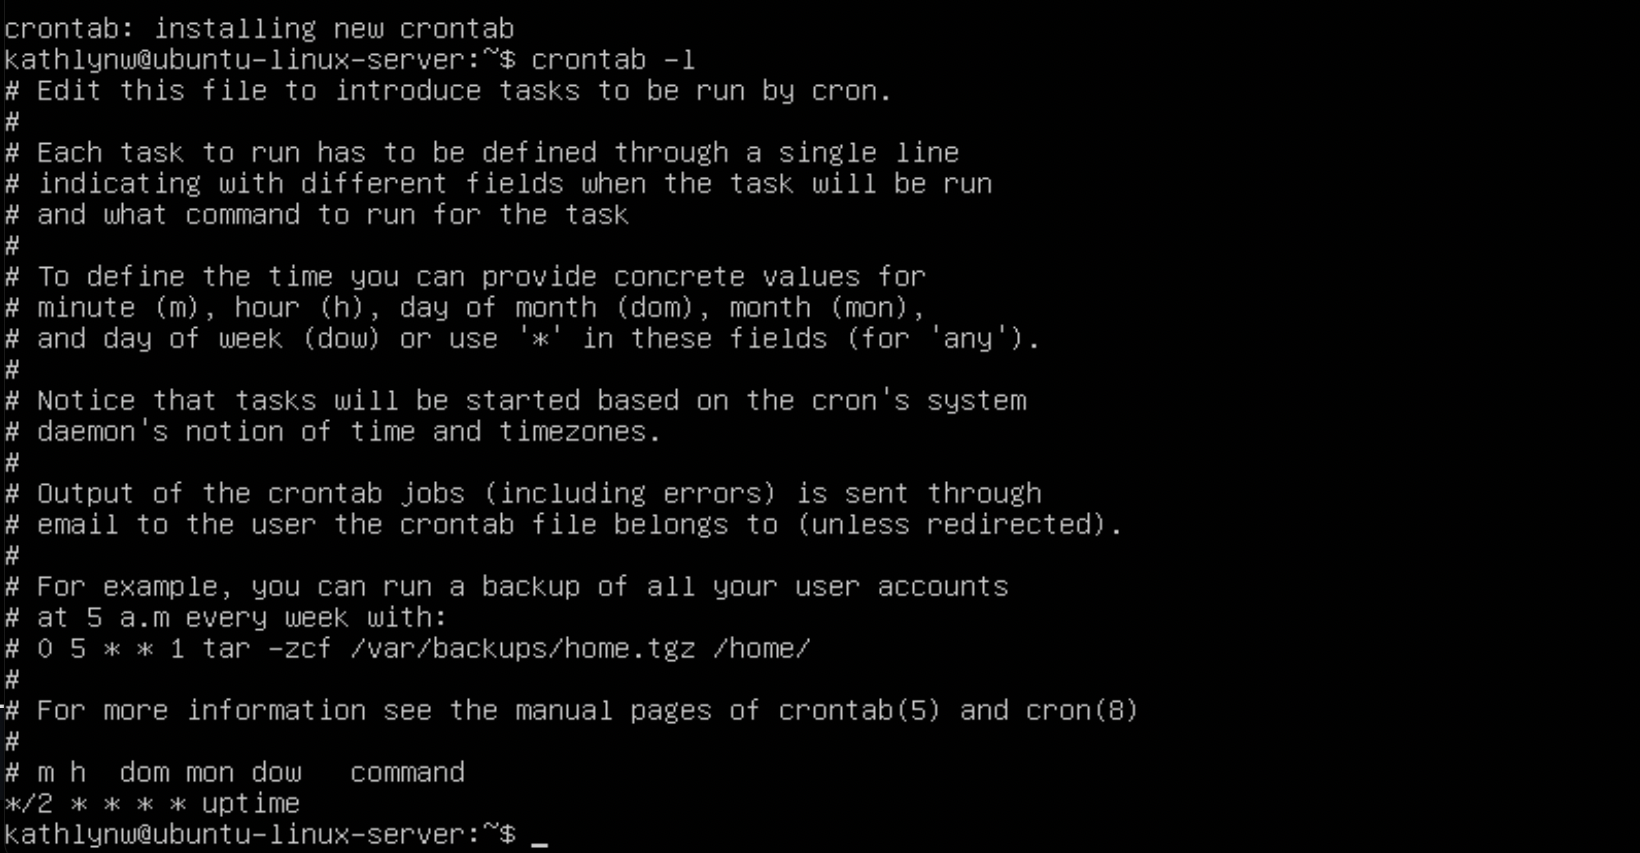 crontab: installing new crontab
kathlynw@ubuntu-linux-server:~$ crontab -l
# Edit this file to introduce tasks to be run by cron.
#
# Each task to run has to be defined through a single line
# indicating with different fields when the task will be run
# and what command to run for the task
#
# To define the time you can provide concrete values for
# minute (m), hour (h), day of month (dom), month (mon),
# and day of week (dow) or use '*' in these fields (for 'any').
#
# Notice that tasks will be started based on the cron's system
# daemon's notion of time and timezones.
#
# Output of the crontab jobs (including errors) is sent through
# email to the user the crontab file belongs to (unless redirected).
#
# For example, you can run a backup of all your user accounts
# at 5 a.m every week with:
# 0 5 * * 1 tar -zcf /var/backups/home.tgz /home/
#
# For more information see the manual pages of crontab(5) and cron(8)
#
# m h  dom mon dow   command
*/2 * * * * uptime
kathlynw@ubuntu-linux-server:~$ _